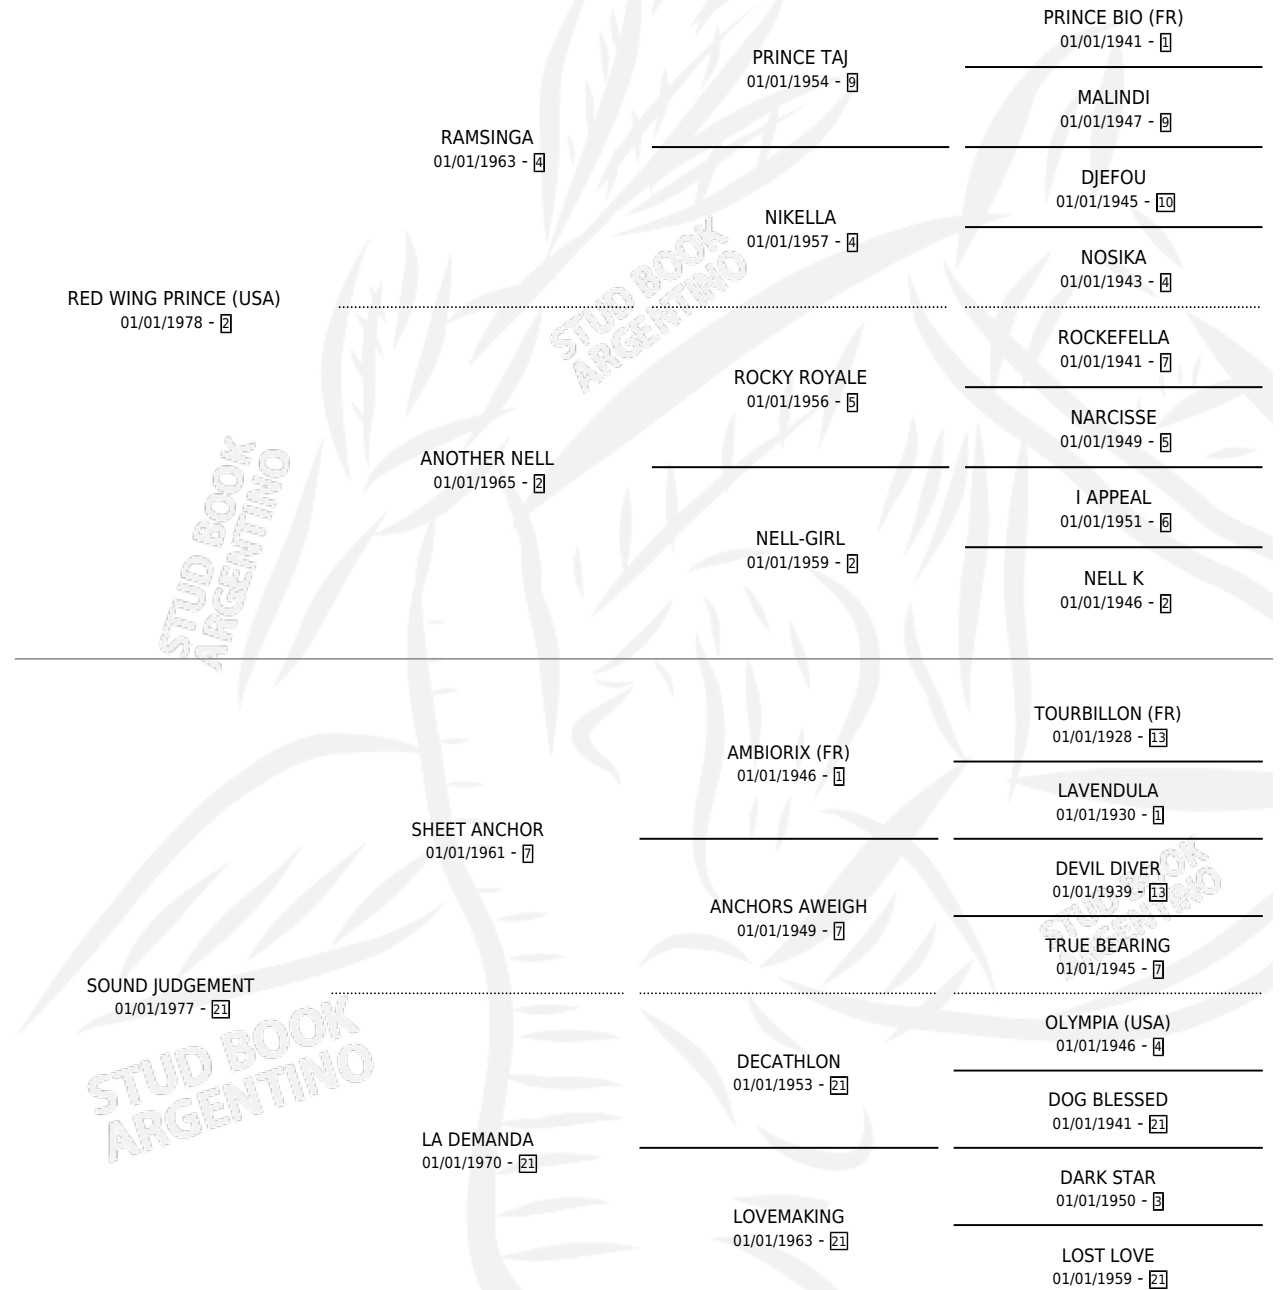 PRINCE BIO (FR)
01/01/1941 - 1
PRINCE TAJ
01/01/1954 - 9
MALINDI
01/01/1947 - 9
RAMSINGA
01/01/1963 - 4
DJEFOU
01/01/1945 - 10
NIKELLA
01/01/1957 - 4
NOSIKA
01/01/1943 - 4
RED WING PRINCE (USA)
01/01/1978 - 2
ROCKEFELLA
01/01/1941 - 7
ROCKY ROYALE
01/01/1956 - 5
NARCISSE
01/01/1949 - 5
ANOTHER NELL
01/01/1965 - 2
I APPEAL
01/01/1951 - 6
NELL-GIRL
01/01/1959 - 2
NELL K
01/01/1946 - 2
TOURBILLON (FR)
01/01/1928 - 13
AMBIORIX (FR)
01/01/1946 - 1
LAVENDULA
01/01/1930 - 1
SHEET ANCHOR
01/01/1961 - 7
DEVIL DIVER
01/01/1939 - 13
ANCHORS AWEIGH
01/01/1949 - 7
TRUE BEARING
01/01/1945 - 7
SOUND JUDGEMENT
01/01/1977 - 21
OLYMPIA (USA)
01/01/1946 - 4
DECATHLON
01/01/1953 - 21
DOG BLESSED
01/01/1941 - 21
LA DEMANDA
01/01/1970 - 21
DARK STAR
01/01/1950 - 3
LOVEMAKING
01/01/1963 - 21
LOST LOVE
01/01/1959 - 21
STUD BOOK
ARGENTINO
STUD BOOK
ARGENTINO
STUD BOOK
ARGENTINO
STUD BOOK
ARGENTINO